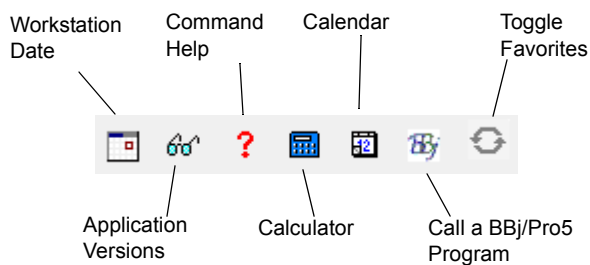 Workstation
Date
Command
Help
Calendar
Toggle
Favorites
?
12
BBj
Application
Versions
Calculator
Call a BBj/Pro5
Program